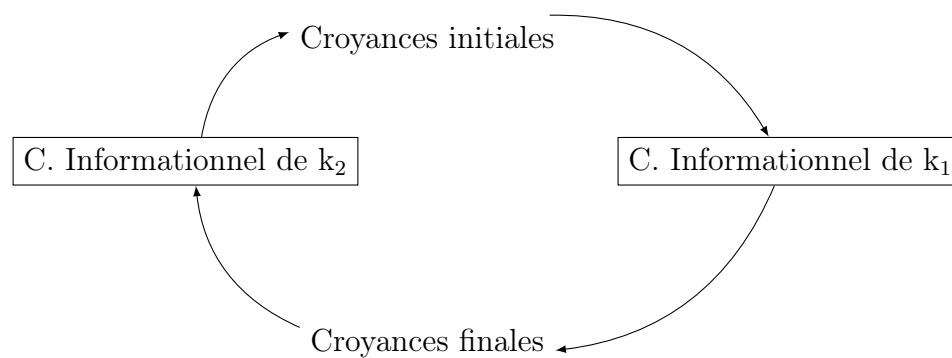 Croyances initiales
C. Informationnel de k₂
C. Informationnel de k₁
Croyances finales